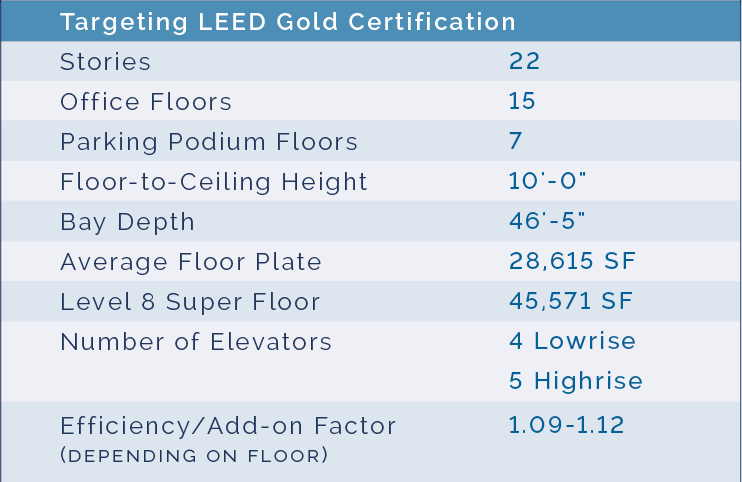 Targeting LEED Gold Certification
Stories 22
Office Floors 15
Parking Podium Floors 7
Floor-to-Ceiling Height 10'-0"
Bay Depth 46'-5"
Average Floor Plate 28,615 SF
Level 8 Super Floor 45,571 SF
Number of Elevators 4 Lowrise
5 Highrise
Efficiency/Add-on Factor 1.09-1.12
(DEPENDING ON FLOOR)